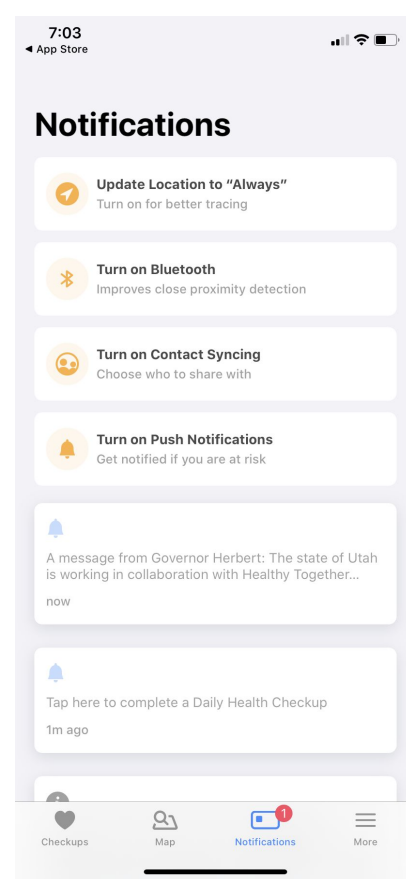 7:03
◀ App Store
Notifications
Update Location to “Always”
Turn on for better tracing
Turn on Bluetooth
Improves close proximity detection
Turn on Contact Syncing
Choose who to share with
Turn on Push Notifications
Get notified if you are at risk
A message from Governor Herbert: The state of Utah
is working in collaboration with Healthy Together...
now
Tap here to complete a Daily Health Checkup
1m ago
1
Checkups
Map
Notifications
More